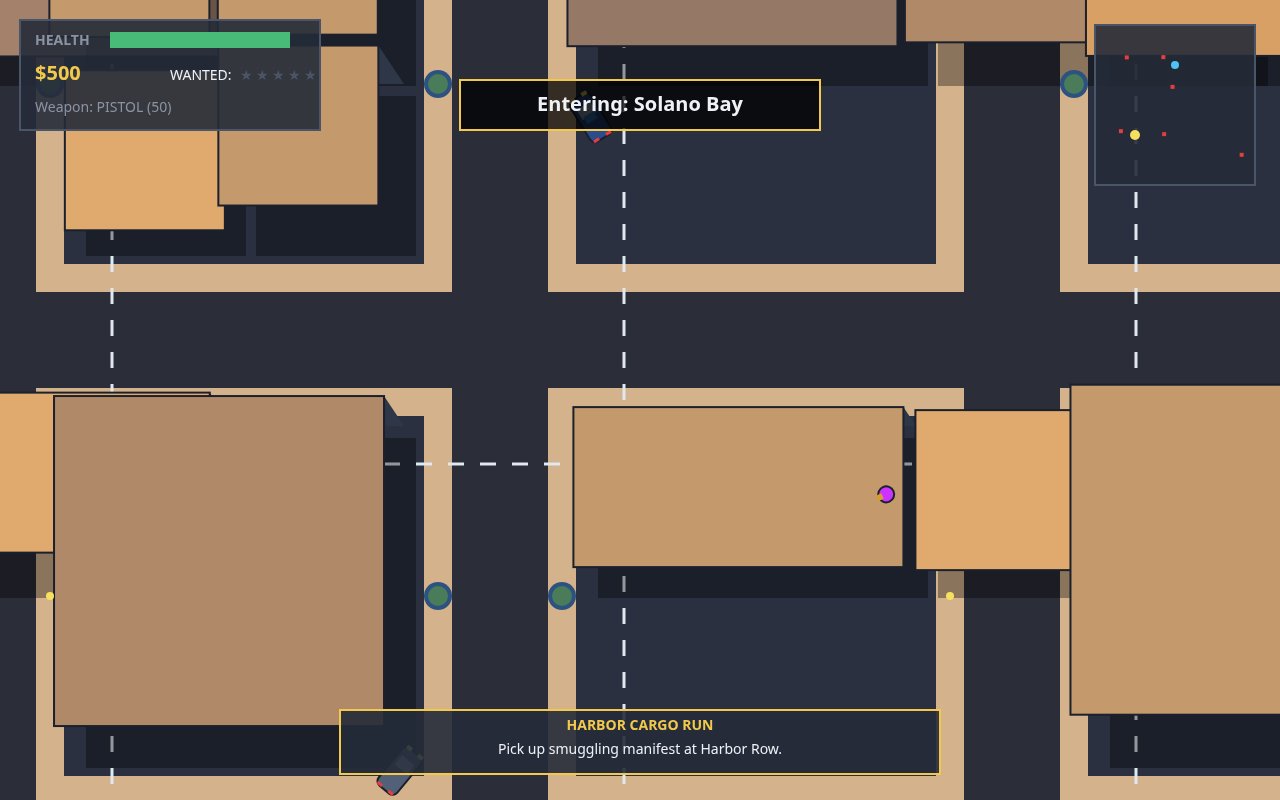 HEALTH
$500
WANTED: ★★★★★
Weapon: PISTOL (50)
Entering: Solano Bay
HARBOR CARGO RUN
Pick up smuggling manifest at Harbor Row.